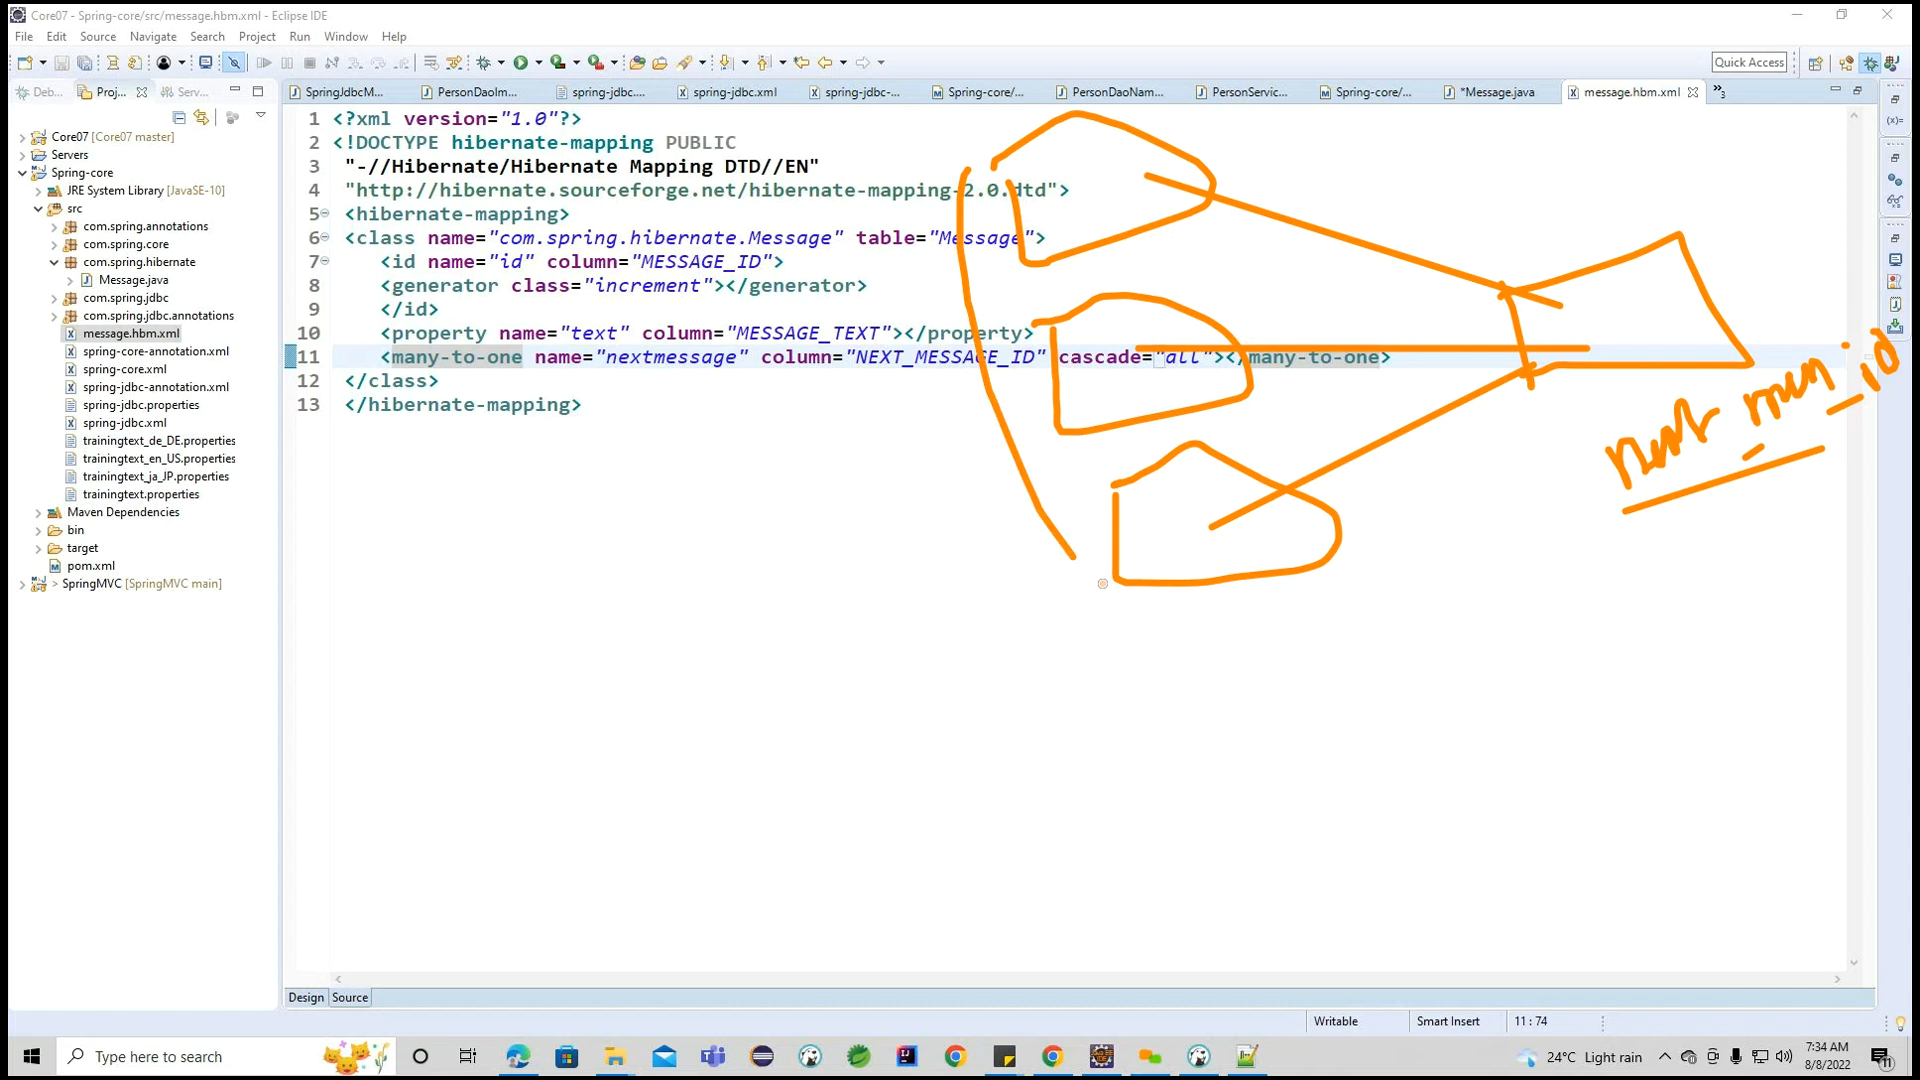 Core07 - Spring-core/src/message.hbm.xml - Eclipse IDE
File Edit Source Navigate Search Project Run Window Help
Quick Access
Deb... Proj... Serv...
SpringJdbcM... PersonDaoIm... spring-jdbc.... spring-jdbc.xml spring-jdbc-... Spring-core/... PersonDaoNam... PersonServic... Spring-core/... *Message.java message.hbm.xml »3
Core07 [Core07 master]
Servers
Spring-core
JRE System Library [JavaSE-10]
src
com.spring.annotations
com.spring.core
com.spring.hibernate
Message.java
com.spring.jdbc
com.spring.jdbc.annotations
message.hbm.xml
spring-core-annotation.xml
spring-core.xml
spring-jdbc-annotation.xml
spring-jdbc.properties
spring-jdbc.xml
trainingtext_de_DE.properties
trainingtext_en_US.properties
trainingtext_ja_JP.properties
trainingtext.properties
Maven Dependencies
bin
target
pom.xml
> SpringMVC [SpringMVC main]
1 <?xml version="1.0"?>
2 <!DOCTYPE hibernate-mapping PUBLIC
3 "-//Hibernate/Hibernate Mapping DTD//EN"
4 "http://hibernate.sourceforge.net/hibernate-mapping-2.0.dtd">
5 <hibernate-mapping>
6 <class name="com.spring.hibernate.Message" table="Message">
7 <id name="id" column="MESSAGE_ID">
8 <generator class="increment"></generator>
9 </id>
10 <property name="text" column="MESSAGE_TEXT"></property>
11 <many-to-one name="nextmessage" column="NEXT_MESSAGE_ID" cascade="all"></many-to-one>
12 </class>
13 </hibernate-mapping>
next id
Design Source
Writable Smart Insert 11 : 74
Type here to search
24°C Light rain
7:34 AM
8/8/2022
11